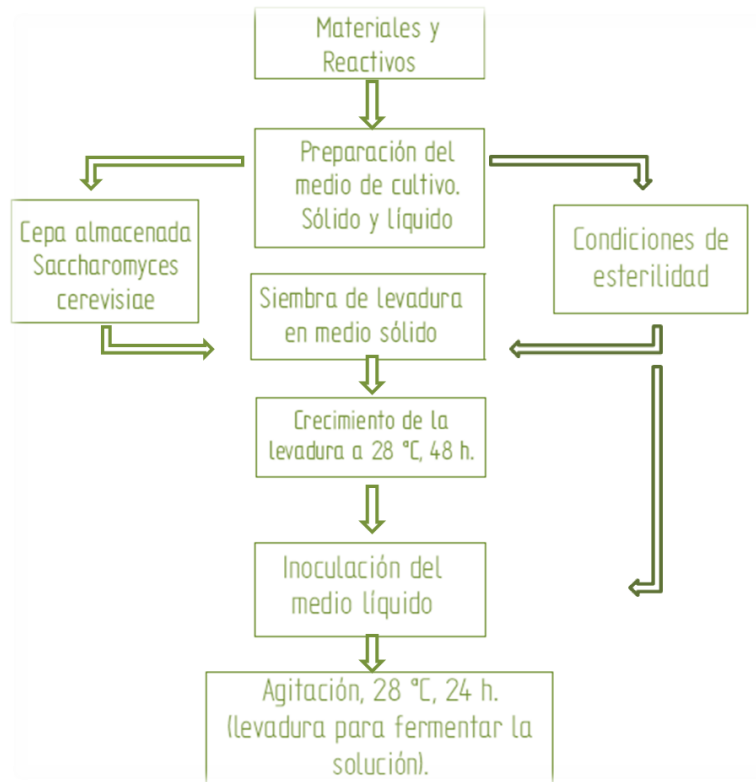 Materiales y
Reactivos
Preparación del
medio de cultivo.
Sólido y líquido
Cepa almacenada
Saccharomyces
cerevisiae
Condiciones de
esterilidad
Siembra de levadura
en medio sólido
Crecimiento de la
levadura a 28 °C, 48 h.
Inoculación del
medio líquido
Agitación, 28 °C, 24 h.
(levadura para fermentar la
solución).